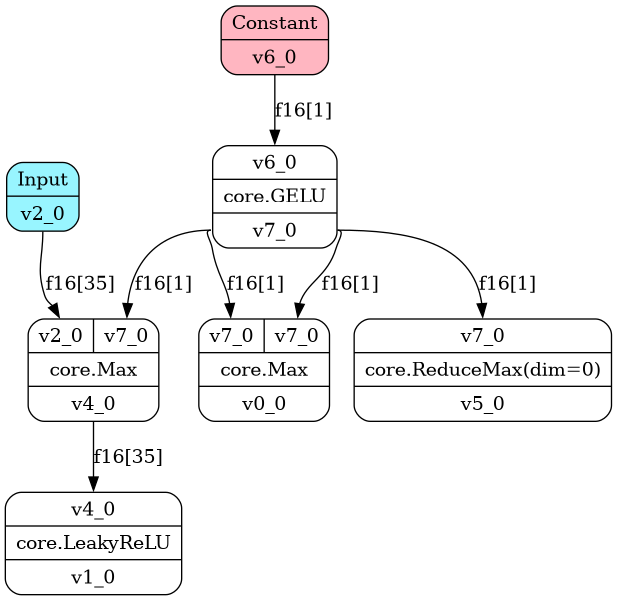 Constant
v6_0
f16[1]
v6_0
core.GELU
v7_0
Input
v2_0
f16[35]
f16[1]
f16[1]
f16[1]
f16[1]
v2_0 v7_0
core.Max
v4_0
v7_0 v7_0
core.Max
v0_0
v7_0
core.ReduceMax(dim=0)
v5_0
f16[35]
v4_0
core.LeakyReLU
v1_0